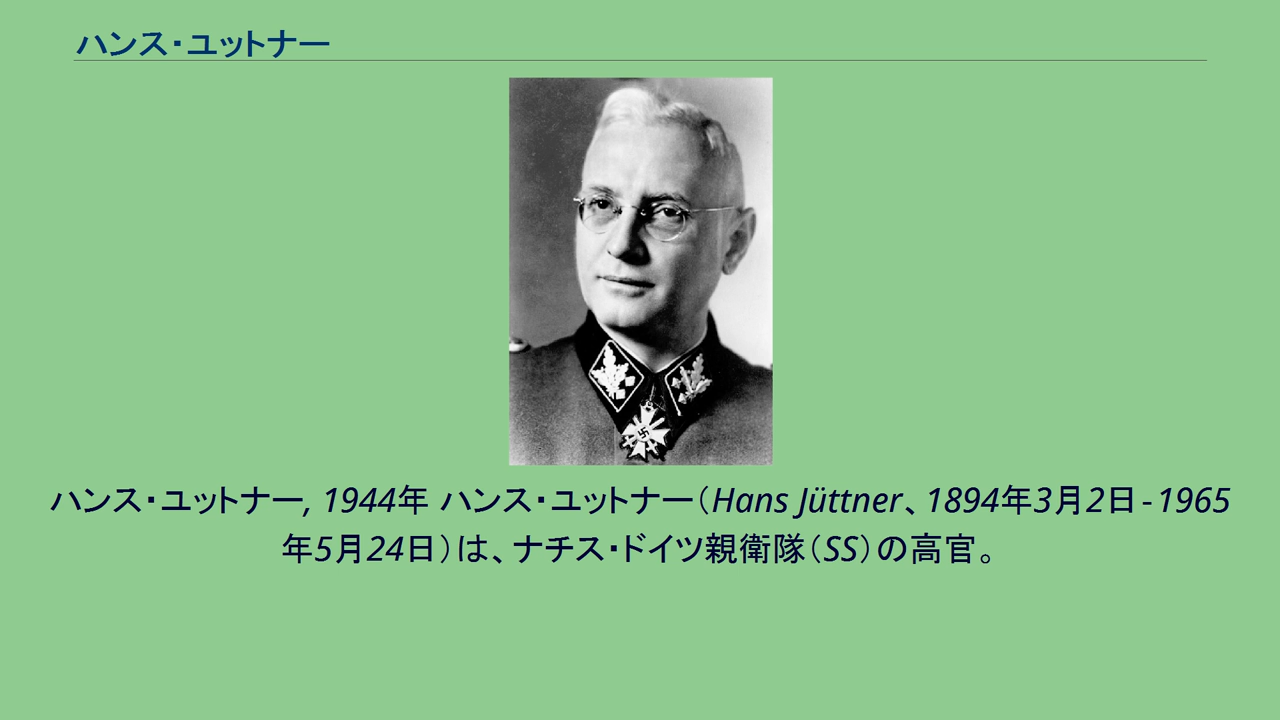 ハンス・ユットナー
ハンス・ユットナー, 1944年 ハンス・ユットナー（Hans Jüttner、1894年3月2日 - 1965
年5月24日）は、ナチス・ドイツ親衛隊（SS）の高官。